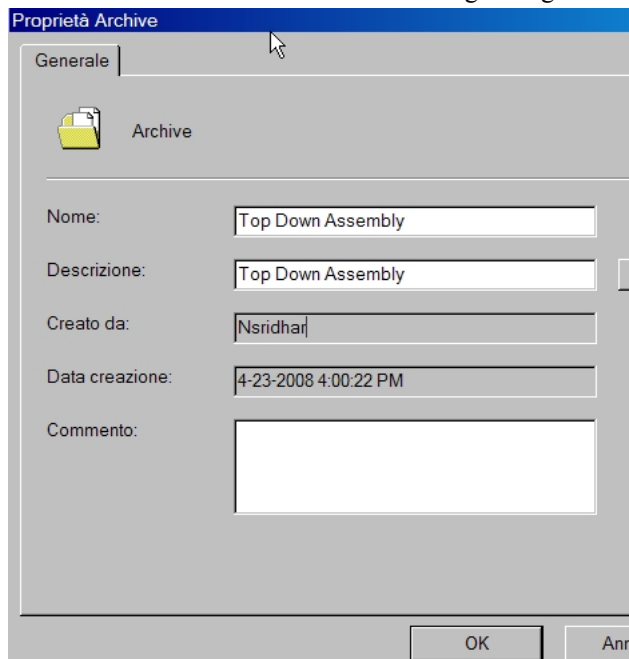 Proprietà Archive
Generale
Archive
Nome: Top Down Assembly
Descrizione: Top Down Assembly
Creato da: Nsridhar
Data creazione: 4-23-2008 4:00:22 PM
Commento:
OK Anr